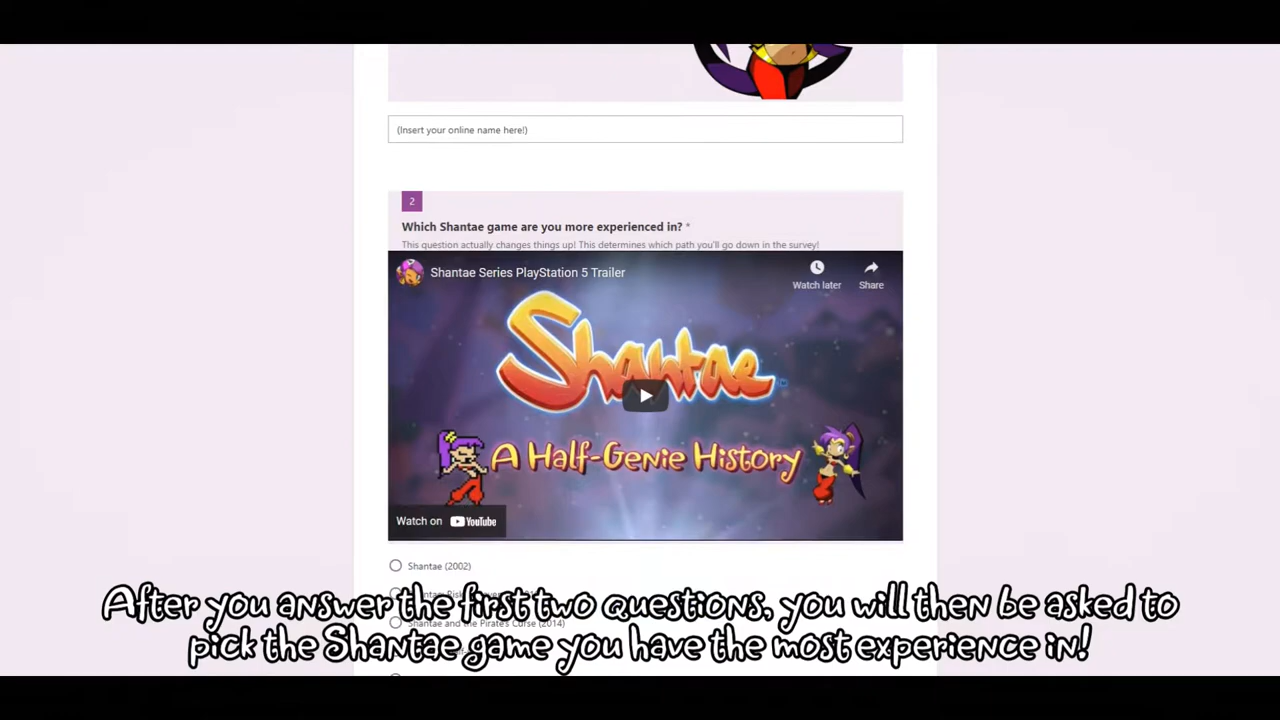 (Insert your online name here!)
2
Which Shantae game are you more experienced in? *
This question actually changes things up! This determines which path you'll go down in the survey!
Shantae Series PlayStation 5 Trailer
Watch later
Share
Shantae
A Half-Genie History
Watch on YouTube
Shantae (2002)
After you answer the first two questions, you will then be asked to
Shantae and the Pirate's Curse (2014)
pick the Shantae game you have the most experience in!